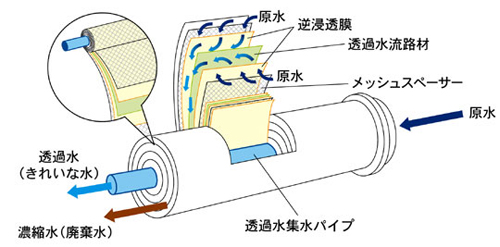 原水
逆浸透膜
透過水流路材
原水
メッシュスペーサー
原水
透過水
(きれいな水)
濃縮水(廃棄水)
透過水集水パイプ